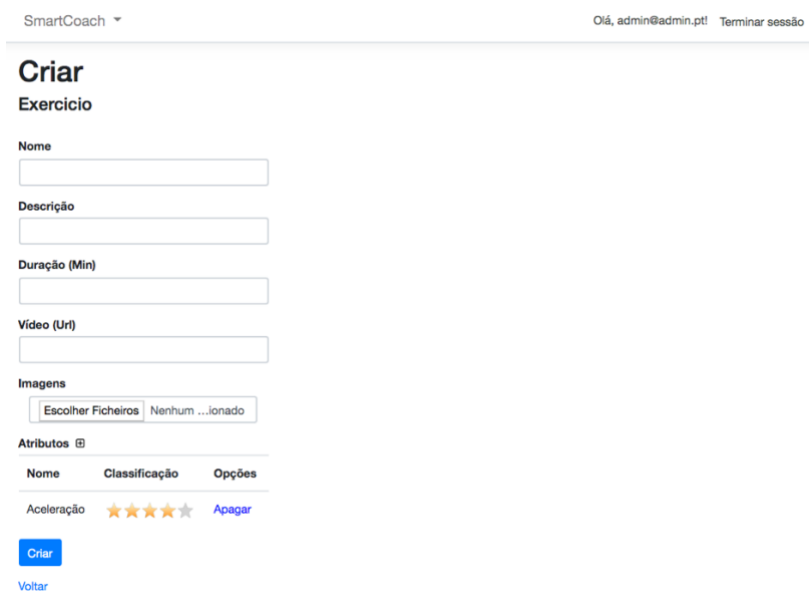 SmartCoach
Olá, admin@admin.pt! Terminar sessão
Criar
Exercicio
Nome
Descrição
Duração (Min)
Vídeo (Url)
Imagens
Escolher Ficheiros Nenhum ...ionado
Atributos
Nome Classificação Opções
Aceleração Apagar
Criar
Voltar